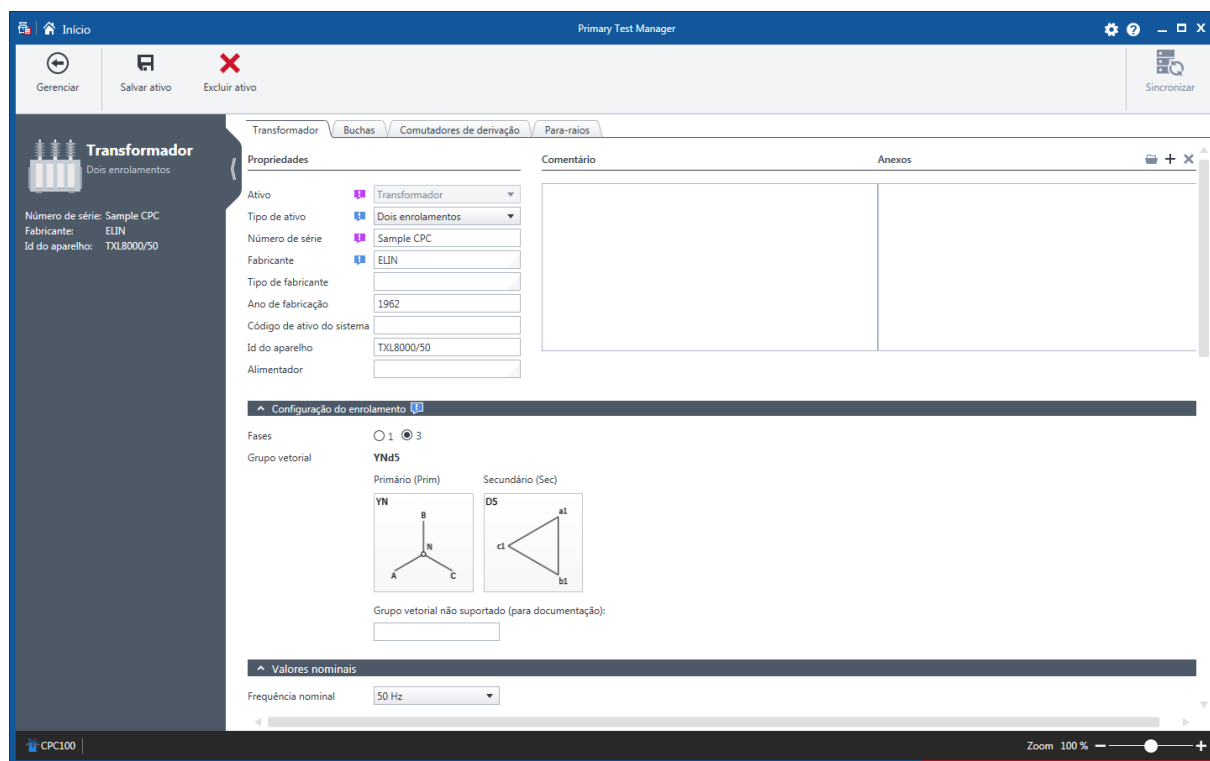 Início
Primary Test Manager
Gerenciar
Salvar ativo
Excluir ativo
Sincronizar
Transformador
Dois enrolamentos
Número de série: Sample CPC
Fabricante: ELIN
Id do aparelho: TXL8000/50
Transformador Buchas Comutadores de derivação Para-raios
Propriedades
Comentário
Anexos
Ativo Transformador
Tipo de ativo Dois enrolamentos
Número de série Sample CPC
Fabricante ELIN
Tipo de fabricante
Ano de fabricação 1962
Código de ativo do sistema
Id do aparelho TXL8000/50
Alimentador
Configuração do enrolamento
Fases 1 3
Grupo vetorial YNd5
Primário (Prim) Secundário (Sec)
YN
B
N
A
C
D5
a1
c1
b1
Grupo vetorial não suportado (para documentação):
Valores nominais
Frequência nominal 50 Hz
CPC100
Zoom 100 %